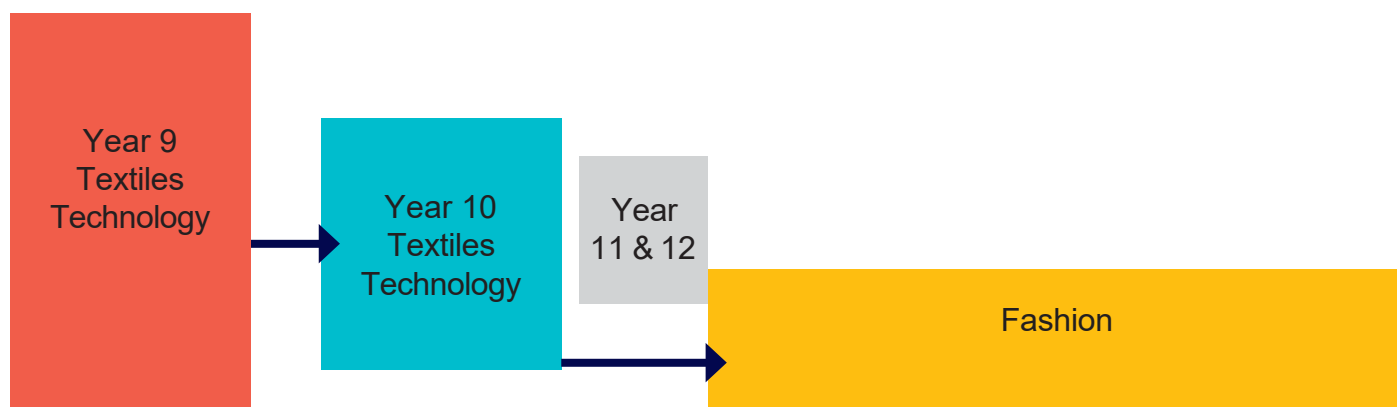 Year 9
Textiles
Technology
Year 10
Textiles
Technology
Year
11 & 12
Fashion